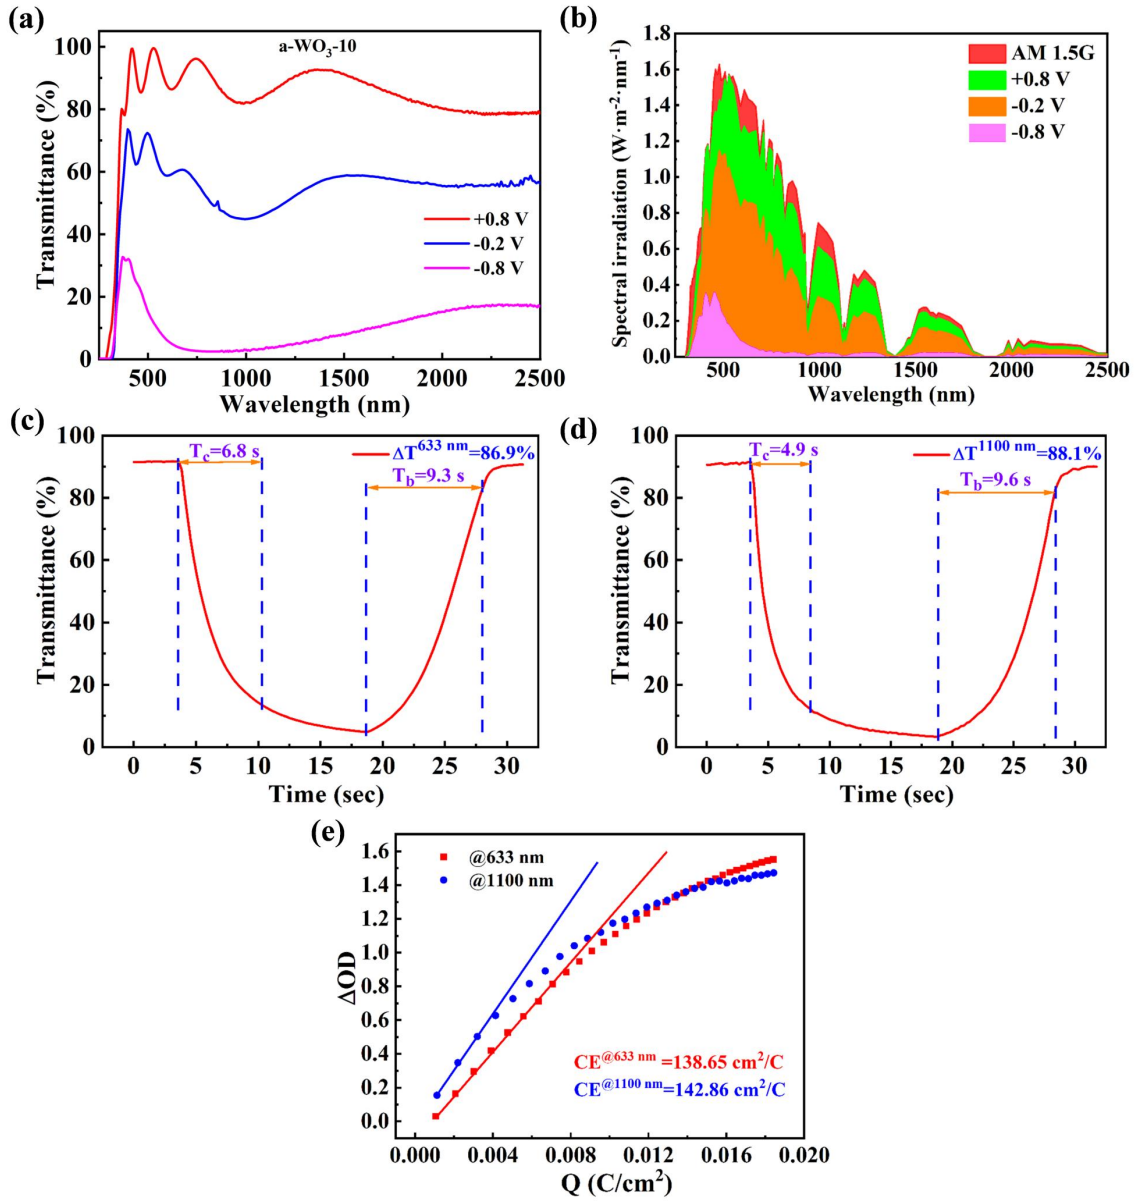 (a)
a-WO3-10
Transmittance (%)
100
80
60
40
20
0
+0.8 V
-0.2 V
-0.8 V
500
1000
1500
2000
2500
Wavelength (nm)
(b)
Spectral irradiation (W·m-2·nm-1)
1.8
1.6
1.4
1.2
1.0
0.8
0.6
0.4
0.2
0.0
AM 1.5G
+0.8 V
-0.2 V
-0.8 V
500
1000
1500
2000
2500
Wavelength (nm)
(c)
Transmittance (%)
100
80
60
40
20
0
Tc=6.8 s
ΔT633 nm=86.9%
Tb=9.3 s
0
5
10
15
20
25
30
Time (sec)
(d)
Transmittance (%)
100
80
60
40
20
0
Tc=4.9 s
ΔT1100 nm=88.1%
Tb=9.6 s
0
5
10
15
20
25
30
Time (sec)
(e)
ΔOD
1.6
1.4
1.2
1.0
0.8
0.6
0.4
0.2
0.0
@633 nm
@1100 nm
CE@633 nm =138.65 cm2/C
CE@1100 nm=142.86 cm2/C
0.000
0.004
0.008
0.012
0.016
0.020
Q (C/cm2)